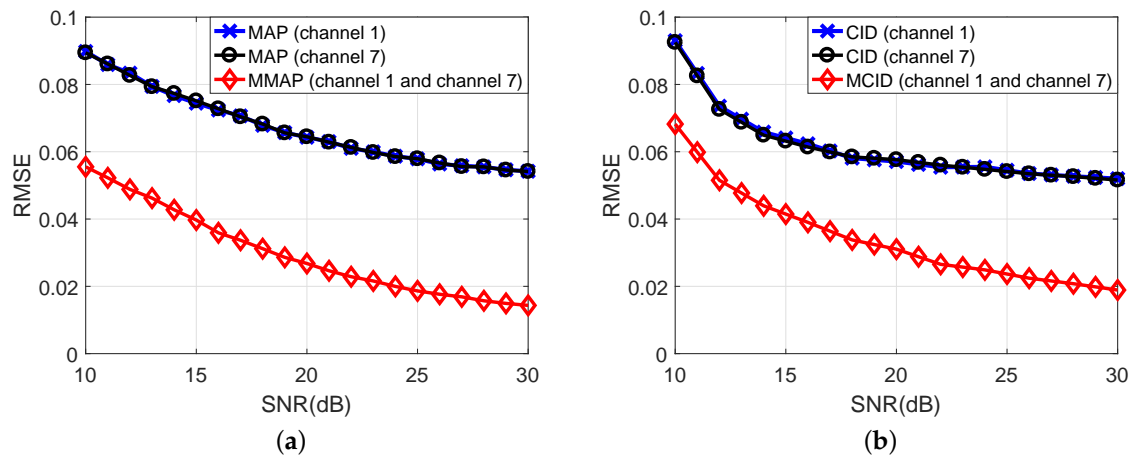 0.1
0.08
0.06
0.04
0.02
0
RMSE
MAP (channel 1)
MAP (channel 7)
MMAP (channel 1 and channel 7)
10 15 20 25 30
SNR(dB)
(a)
0.1
0.08
0.06
0.04
0.02
0
RMSE
CID (channel 1)
CID (channel 7)
MCID (channel 1 and channel 7)
10 15 20 25 30
SNR(dB)
(b)